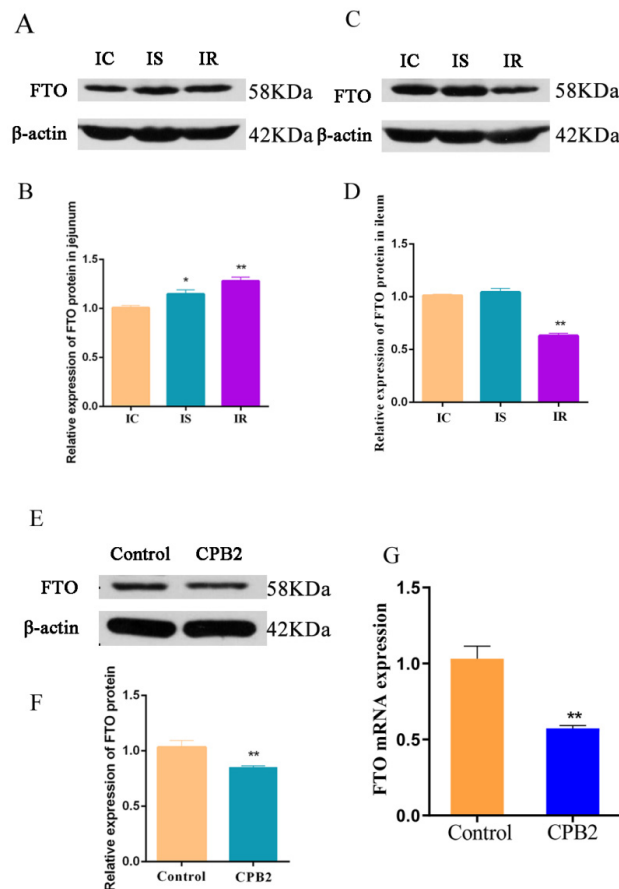 A
IC IS IR
FTO 58KDa
β-actin 42KDa
C
IC IS IR
FTO 58KDa
β-actin 42KDa
B
Relative expression of FTO protein in jejunum
1.5
1.0
0.5
0.0
* **
IC IS IR
D
Relative expression of FTO protein in ileum
1.5
1.0
0.5
0.0
**
IC IS IR
E
Control CPB2
FTO 58KDa
β-actin 42KDa
F
Relative expression of FTO protein
1.5
1.0
0.5
0.0
**
Control CPB2
G
FTO mRNA expression
1.5
1.0
0.5
0.0
**
Control CPB2